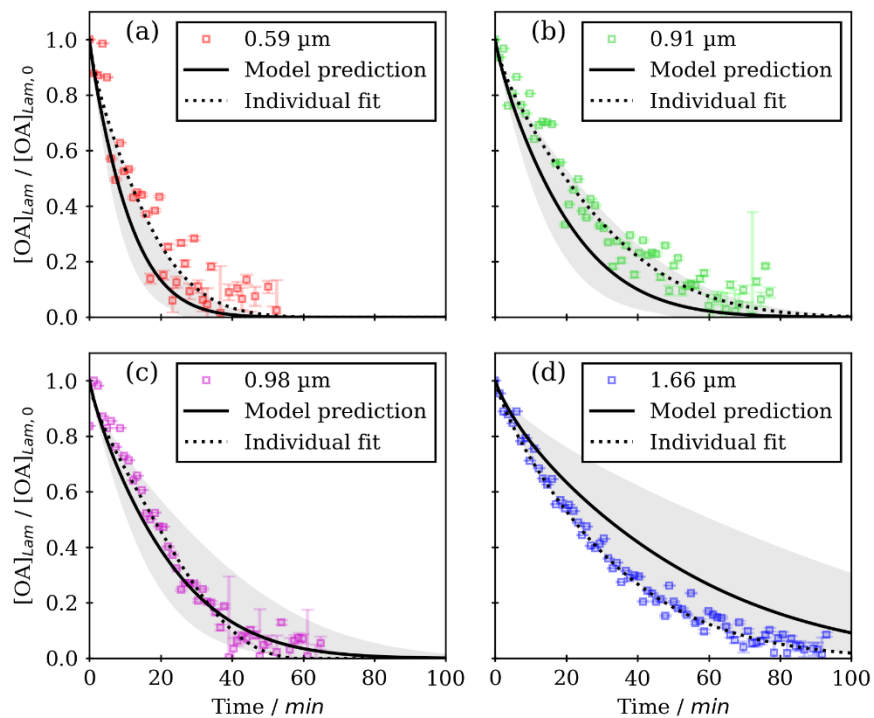 (a)
0.59 µm
Model prediction
Individual fit
1.0
0.8
0.6
0.4
0.2
0.0
[OA]Lam / [OA]Lam, 0
(b)
0.91 µm
Model prediction
Individual fit
(c)
0.98 µm
Model prediction
Individual fit
1.0
0.8
0.6
0.4
0.2
0.0
[OA]Lam / [OA]Lam, 0
0 20 40 60 80 100
Time / min
(d)
1.66 µm
Model prediction
Individual fit
0 20 40 60 80 100
Time / min